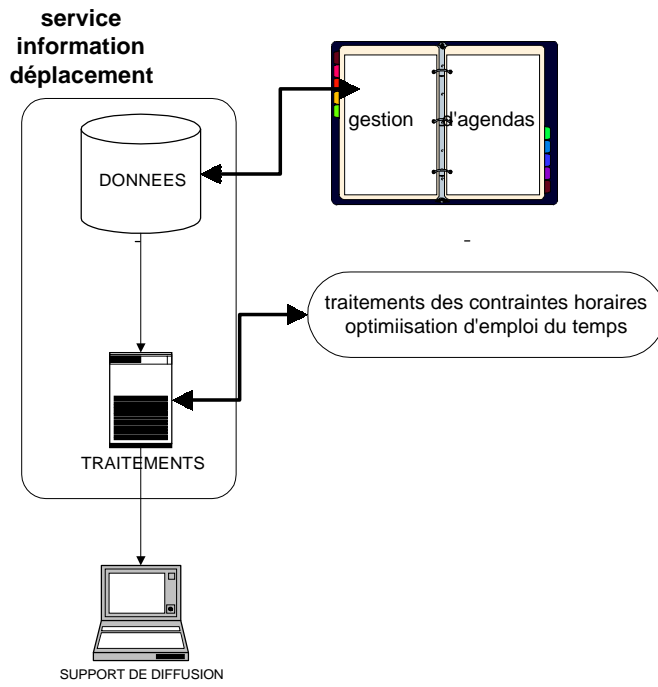 service
information
déplacement
gestion d'agendas
DONNEES
traitements des contraintes horaires
optimiisation d'emploi du temps
TRAITEMENTS
SUPPORT DE DIFFUSION